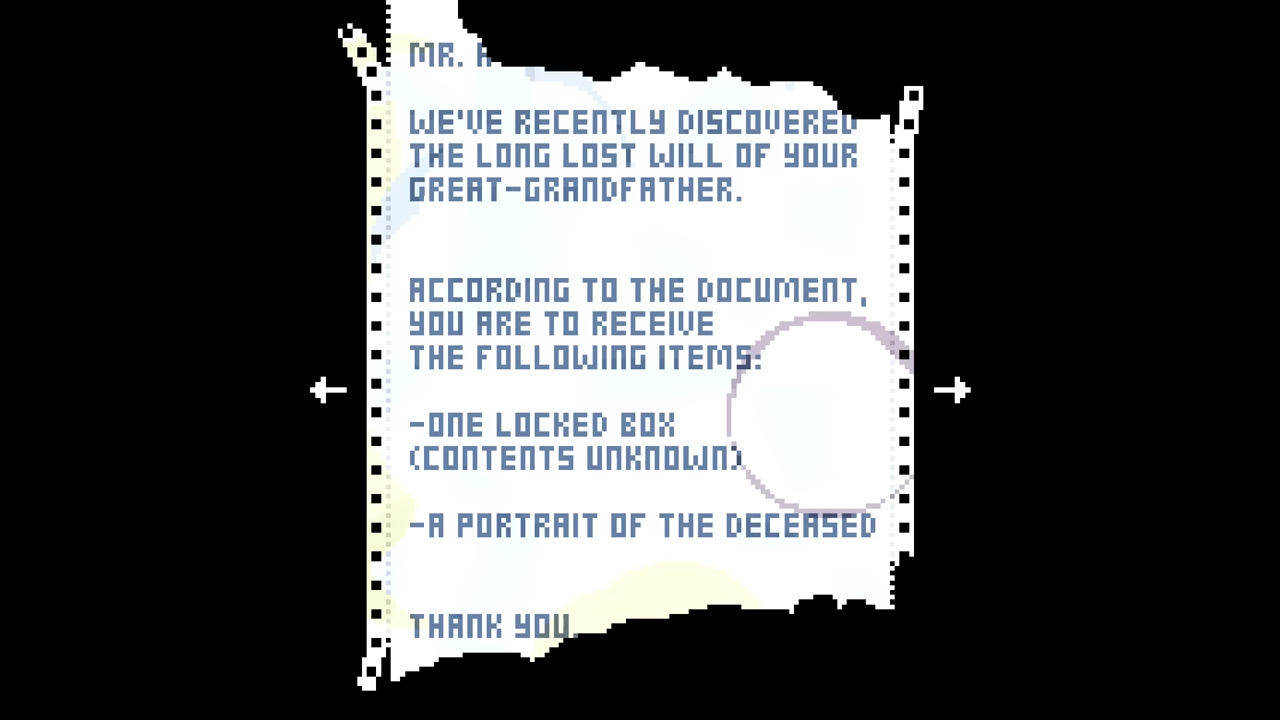 MR.
WE'VE RECENTLY DISCOVERED
THE LONG LOST WILL OF YOUR
GREAT-GRANDFATHER.
ACCORDING TO THE DOCUMENT,
YOU ARE TO RECEIVE
THE FOLLOWING ITEMS:
-ONE LOCKED BOX
(CONTENTS UNKNOWN)
-A PORTRAIT OF THE DECEASED
THANK YOU.